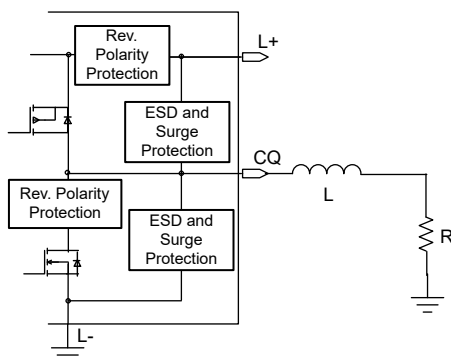 Rev.
Polarity
Protection
L+
ESD and
Surge
Protection
CQ
L
Rev. Polarity
Protection
ESD and
Surge
Protection
R
L-